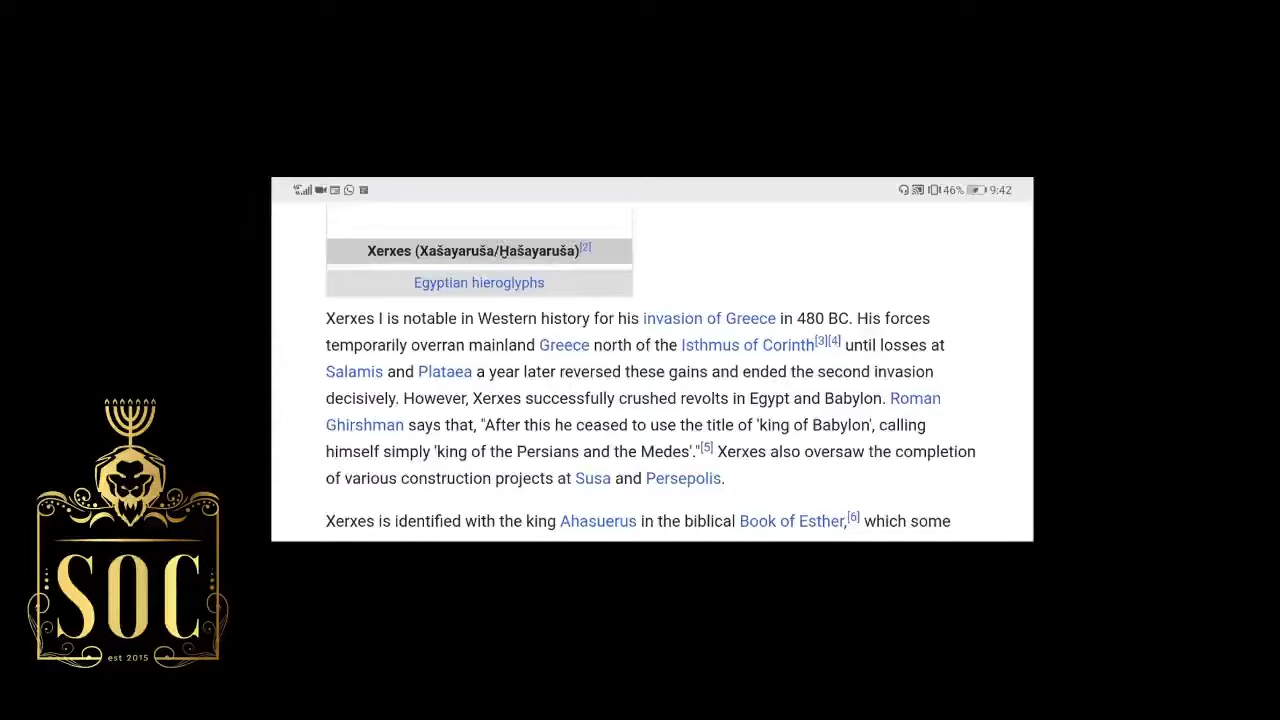 46% 9:42
Xerxes (Xašayaruša/Ḫašayaruša)[2]
Egyptian hieroglyphs
Xerxes I is notable in Western history for his invasion of Greece in 480 BC. His forces
temporarily overran mainland Greece north of the Isthmus of Corinth[3][4] until losses at
Salamis and Plataea a year later reversed these gains and ended the second invasion
decisively. However, Xerxes successfully crushed revolts in Egypt and Babylon. Roman
Ghirshman says that, "After this he ceased to use the title of 'king of Babylon', calling
himself simply 'king of the Persians and the Medes'."[5] Xerxes also oversaw the completion
of various construction projects at Susa and Persepolis.
Xerxes is identified with the king Ahasuerus in the biblical Book of Esther,[6] which some
SOC
est 2015